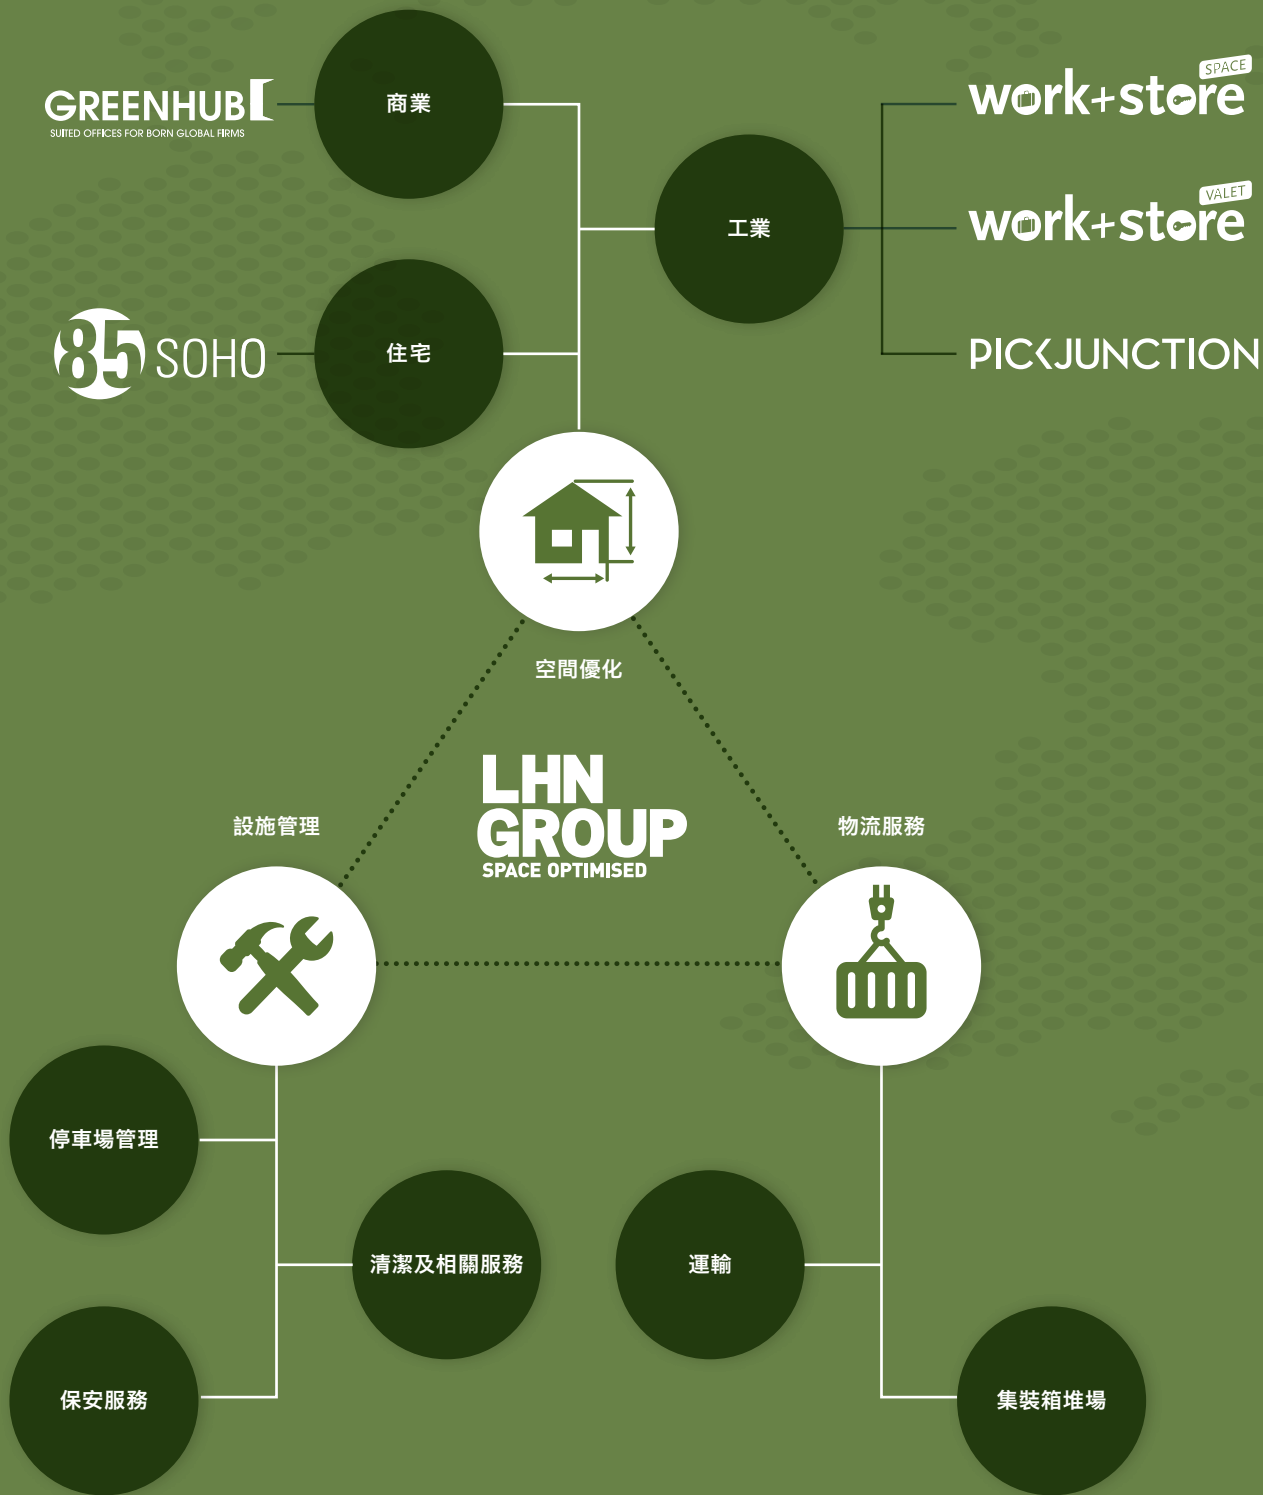 GREENHUB
SUITED OFFICES FOR BORN GLOBAL FIRMS
商業
工業
SPACE
work+store
VALET
work+store
85 SOHO
住宅
PICKJUNCTION
空間優化
LHN
GROUP
SPACE OPTIMISED
設施管理
物流服務
停車場管理
清潔及相關服務
運輸
保安服務
集裝箱堆場